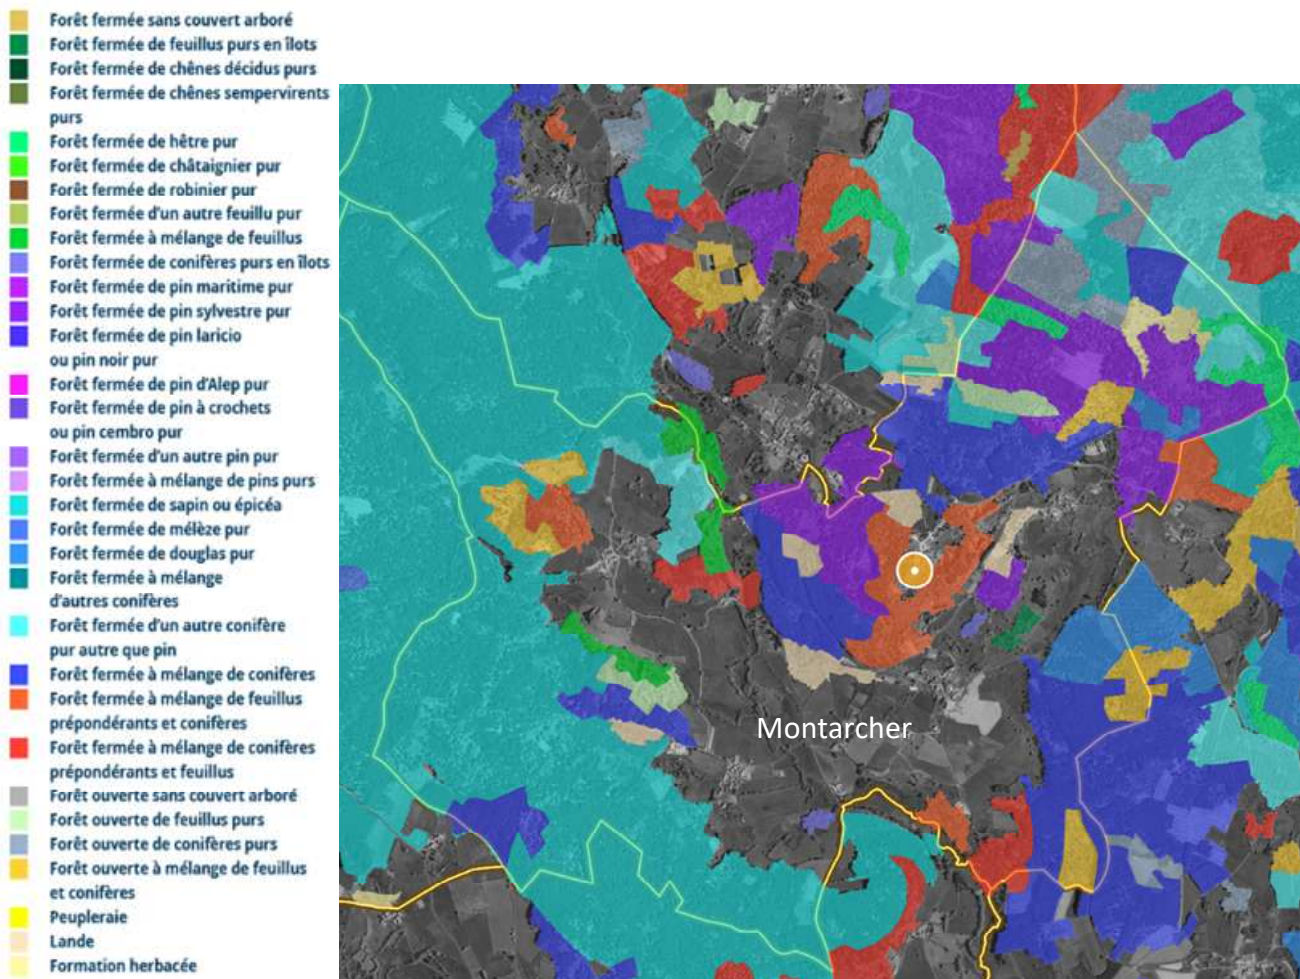 Forêt fermée sans couvert arboré
Forêt fermée de feuillus purs en îlots
Forêt fermée de chênes décidus purs
Forêt fermée de chênes sempervirents
purs
Forêt fermée de hêtre pur
Forêt fermée de châtaignier pur
Forêt fermée de robinier pur
Forêt fermée d'un autre feuillu pur
Forêt fermée à mélange de feuillus
Forêt fermée de conifères purs en îlots
Forêt fermée de pin maritime pur
Forêt fermée de pin sylvestre pur
Forêt fermée de pin laricio
ou pin noir pur
Forêt fermée de pin d'Alep pur
Forêt fermée de pin à crochets
ou pin cembro pur
Forêt fermée d'un autre pin pur
Forêt fermée à mélange de pins purs
Forêt fermée de sapin ou épicéa
Forêt fermée de mélèze pur
Forêt fermée de douglas pur
Forêt fermée à mélange
d'autres conifères
Forêt fermée d'un autre conifère
pur autre que pin
Forêt fermée à mélange de conifères
Forêt fermée à mélange de feuillus
prépondérants et conifères
Forêt fermée à mélange de conifères
prépondérants et feuillus
Forêt ouverte sans couvert arboré
Forêt ouverte de feuillus purs
Forêt ouverte de conifères purs
Forêt ouverte à mélange de feuillus
et conifères
Peupleraie
Lande
Formation herbacée
Montarcher